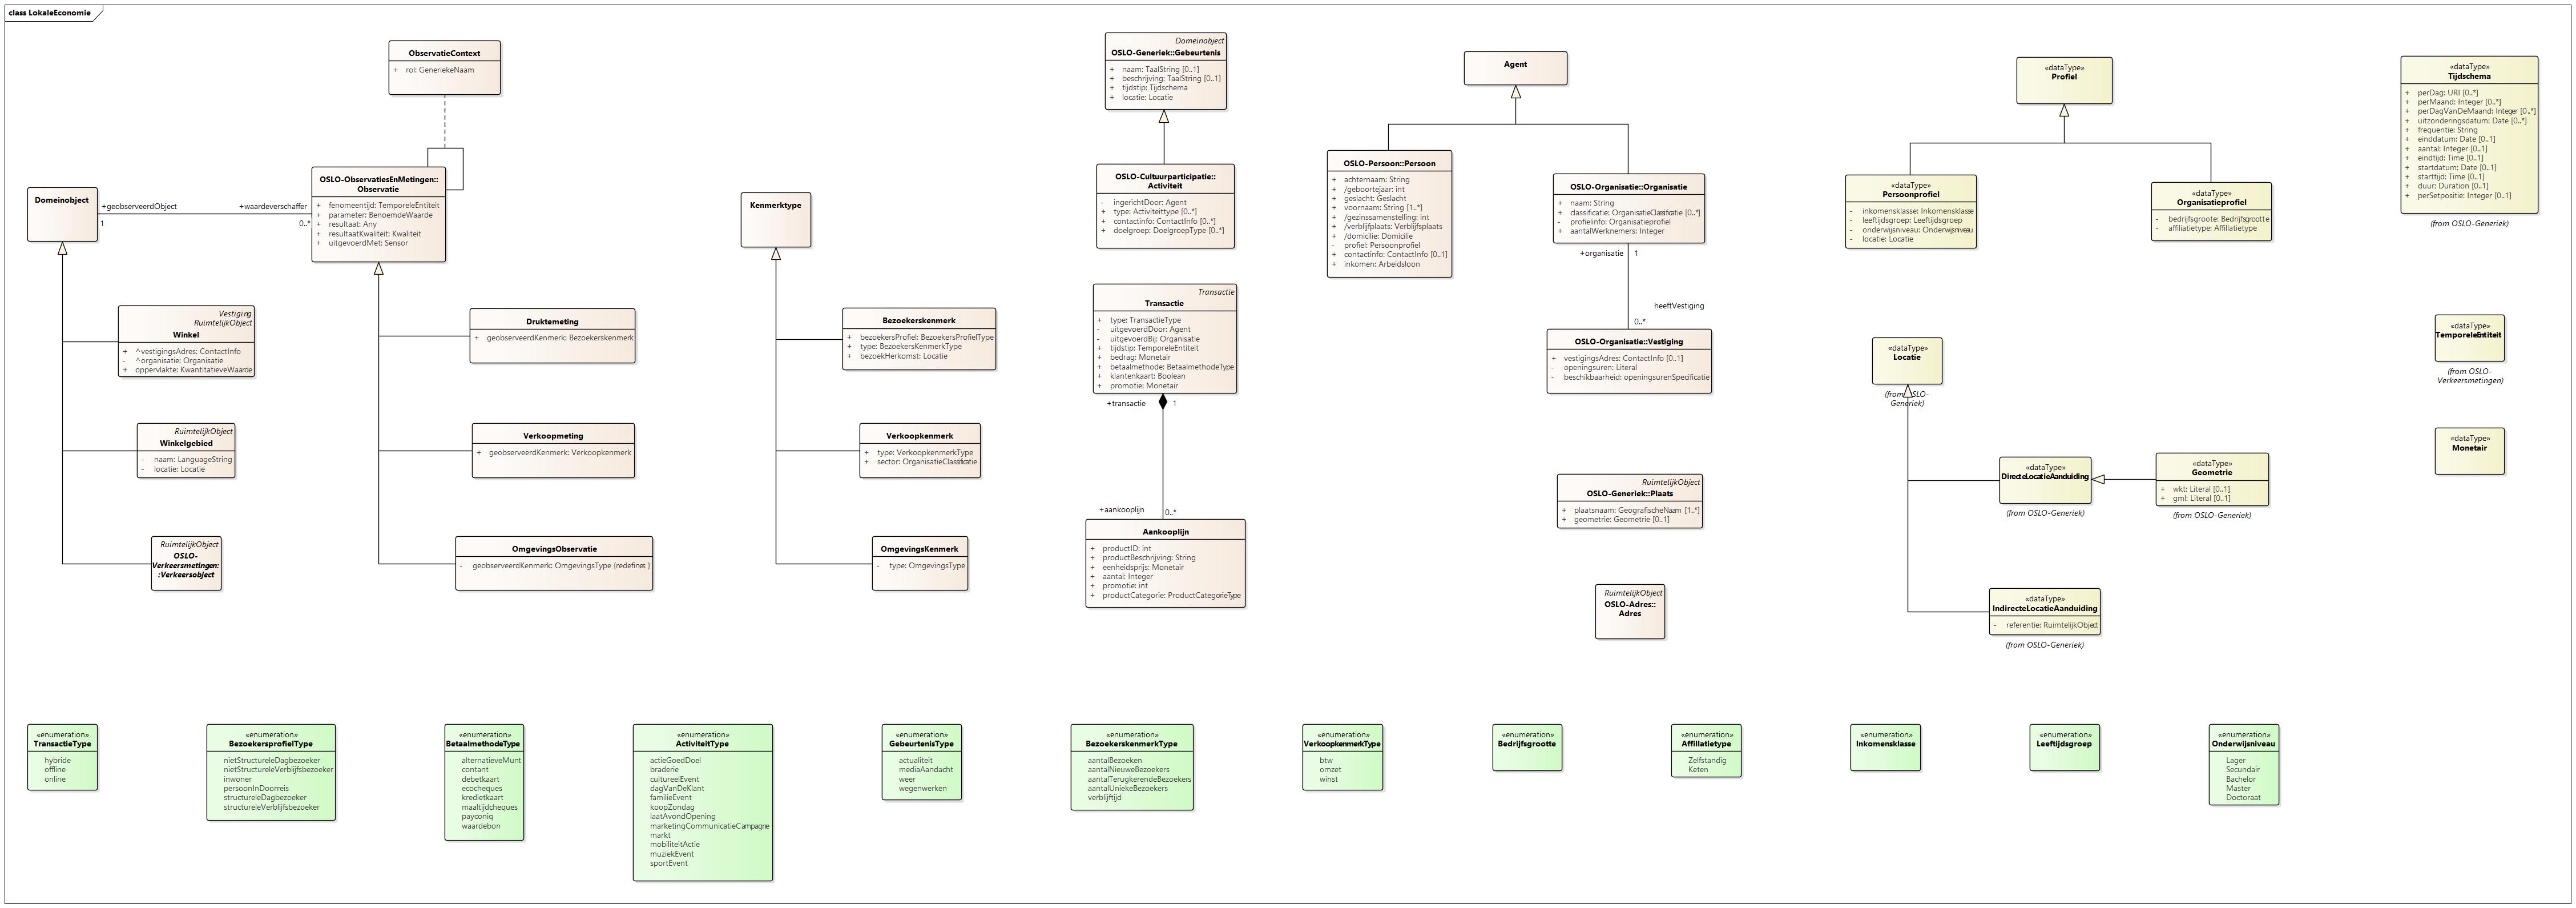 class LokaleEconomie
ObservatieContext
+ rol: GeneriekeNaam
Domeinobject
+geobserveerdObject
1
+waardeverschaffer
0..*
OSLO-ObservatiesEnMetingen::
Observatie
+ fenomeentijd: TemporeleEntiteit
+ parameter: BenoemdeWaarde
+ resultaat: Any
+ resultaatKwaliteit: Kwaliteit
+ uitgevoerdMet: Sensor
Vestiging
RuimtelijkObject
Winkel
+ ^vestigingsAdres: ContactInfo
- ^organisatie: Organisatie
+ oppervlakte: KwantitatieveWaarde
RuimtelijkObject
Winkelgebied
- naam: LanguageString
- locatie: Locatie
RuimtelijkObject
OSLO-
Verkeersmetingen:
:Verkeersobject
Druktemeting
+ geobserveerdKenmerk: Bezoekerskenmerk
Verkoopmeting
+ geobserveerdKenmerk: Verkoopkenmerk
OmgevingsObservatie
- geobserveerdKenmerk: OmgevingsType {redefines }
Kenmerktype
Bezoekerskenmerk
+ bezoekersProfiel: BezoekersProfielType
+ type: BezoekersKenmerkType
+ bezoekHerkomst: Locatie
Verkoopkenmerk
+ type: VerkoopkenmerkType
+ sector: OrganisatieClassificatie
OmgevingsKenmerk
- type: OmgevingsType
Domeinobject
OSLO-Generiek::Gebeurtenis
+ naam: TaalString [0..1]
+ beschrijving: TaalString [0..1]
+ tijdstip: Tijdschema
+ locatie: Locatie
OSLO-Cultuurparticipatie::
Activiteit
- ingerichtDoor: Agent
+ type: Activiteittype [0..*]
+ contactinfo: ContactInfo [0..*]
+ doelgroep: DoelgroepType [0..*]
Transactie
Transactie
+ type: TransactieType
- uitgevoerdDoor: Agent
- uitgevoerdBij: Organisatie
+ tijdstip: TemporeleEntiteit
+ bedrag: Monetair
+ betaalmethode: BetaalmethodeType
+ klantenkaart: Boolean
+ promotie: Monetair
+transactie
1
+aankooplijn
0..*
Aankooplijn
+ productID: int
+ productBeschrijving: String
+ eenheidsprijs: Monetair
+ aantal: Integer
+ promotie: int
+ productCategorie: ProductCategorieType
Agent
OSLO-Persoon::Persoon
+ achternaam: String
+ /geboortejaar: int
+ geslacht: Geslacht
+ voornaam: String [1..*]
+ /gezinssamenstelling: int
+ /verblijfplaats: Verblijfsplaats
+ /domicilie: Domicilie
- profiel: Persoonprofiel
+ contactinfo: ContactInfo [0..1]
+ inkomen: Arbeidsloon
OSLO-Organisatie::Organisatie
+ naam: String
+ classificatie: OrganisatieClassificatie [0..*]
- profielinfo: Organisatieprofiel
+ aantalWerknemers: Integer
+organisatie
1
heeftVestiging
0..*
OSLO-Organisatie::Vestiging
+ vestigingsAdres: ContactInfo [0..1]
- openingsuren: Literal
- beschikbaarheid: openingsurenSpecificatie
RuimtelijkObject
OSLO-Generiek::Plaats
+ plaatsnaam: GeografischeNaam [1..*]
+ geometrie: Geometrie [0..1]
RuimtelijkObject
OSLO-Adres::
Adres
«dataType»
Profiel
«dataType»
Persoonprofiel
- inkomensklasse: Inkomensklasse
- leeftijdsgroep: Leeftijdsgroep
- onderwijsniveau: Onderwijsniveau
- locatie: Locatie
«dataType»
Organisatieprofiel
- bedrijfsgroote: Bedrijfsgrootte
- affiliatietype: Affillatietype
«dataType»
Locatie
(from OSLO-
Generiek)
«dataType»
DirecteLocatieAanduiding
(from OSLO-Generiek)
«dataType»
Geometrie
+ wkt: Literal [0..1]
+ gml: Literal [0..1]
(from OSLO-Generiek)
«dataType»
IndirecteLocatieAanduiding
- referentie: RuimtelijkObject
(from OSLO-Generiek)
«dataType»
Tijdschema
+ perDag: URI [0..*]
+ perMaand: Integer [0..*]
+ perDagVanDeMaand: Integer [0..*]
+ uitzonderingsdatum: Date [0..*]
+ frequentie: String
+ einddatum: Date [0..1]
+ aantal: Integer [0..1]
+ eindtijd: Time [0..1]
+ startdatum: Date [0..1]
+ starttijd: Time [0..1]
+ duur: Duration [0..1]
+ perSetpositie: Integer [0..1]
(from OSLO-Generiek)
«dataType»
TemporeleEntiteit
(from OSLO-
Verkeersmetingen)
«dataType»
Monetair
«enumeration»
TransactieType
hybride
offline
online
«enumeration»
BezoekersprofielType
nietStructureleDagbezoeker
nietStructureleVerblijfsbezoeker
inwoner
persoonInDoorreis
structureleDagbezoeker
structureleVerblijfsbezoeker
«enumeration»
BetaalmethodeType
alternatieveMunt
contant
debetkaart
ecocheques
kredietkaart
maaltijdcheques
payconiq
waardebon
«enumeration»
ActiviteitType
actieGoedDoel
braderie
cultureelEvent
dagVanDeKlant
familieEvent
koopZondag
laatAvondOpening
marketingCommunicatieCampagne
markt
mobiliteitActie
muziekEvent
sportEvent
«enumeration»
GebeurtenisType
actualiteit
mediaAandacht
weer
wegenwerken
«enumeration»
BezoekerskenmerkType
aantalBezoeken
aantalNieuweBezoekers
aantalTerugkerendeBezoekers
aantalUniekeBezoekers
verblijftijd
«enumeration»
VerkoopkenmerkType
btw
omzet
winst
«enumeration»
Bedrijfsgrootte
«enumeration»
Affillatietype
Zelfstandig
Keten
«enumeration»
Inkomensklasse
«enumeration»
Leeftijdsgroep
«enumeration»
Onderwijsniveau
Lager
Secundair
Bachelor
Master
Doctoraat